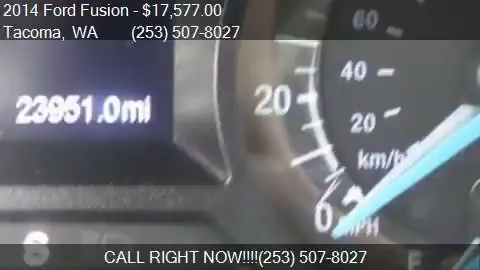 2014 Ford Fusion - $17,577.00
Tacoma, WA (253) 507-8027
23951.0mi
60
40
20
20
km/h
0
MPH
8
F
CALL RIGHT NOW!!!!(253) 507-8027